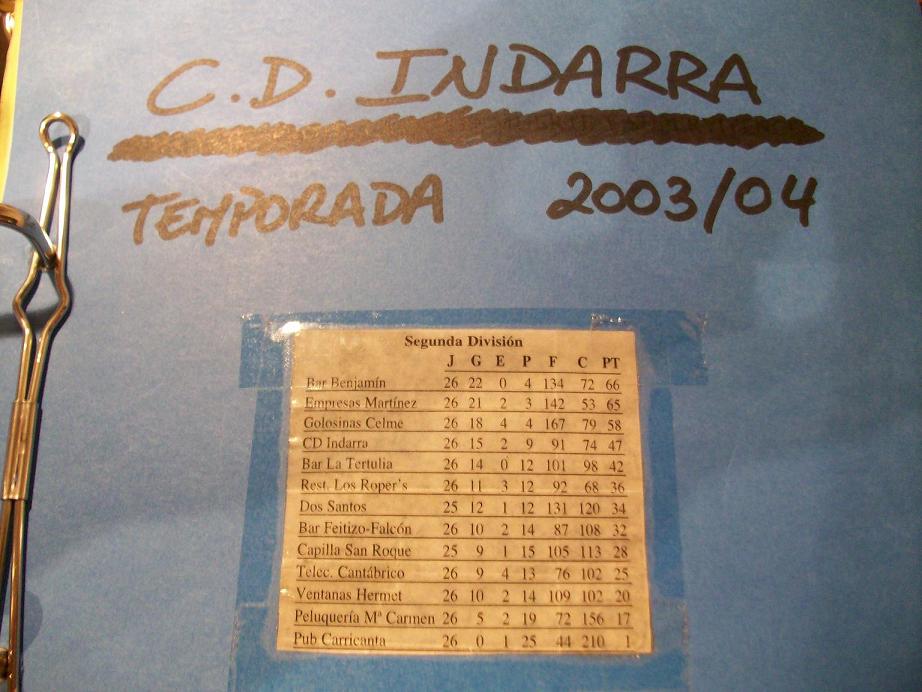 C.D. INDARRA
TEMPORADA 2003/04
Segunda División
J G E P F C PT
Bar Benjamín 26 22 0 4 134 72 66
Empresas Martínez 26 21 2 3 142 53 65
Golosinas Celme 26 18 4 4 167 79 58
CD Indarra 26 15 2 9 91 74 47
Bar La Tertulia 26 14 0 12 101 98 42
Rest. Los Roper's 26 11 3 12 92 68 36
Dos Santos 25 12 1 12 131 120 34
Bar Feitizo-Falcón 26 10 2 14 87 108 32
Capilla San Roque 25 9 1 15 105 113 28
Telec. Cantábrico 26 9 4 13 76 102 25
Ventanas Hermet 26 10 2 14 109 102 20
Peluquería Mª Carmen 26 5 2 19 72 156 17
Pub Carricanta 26 0 1 25 44 210 1